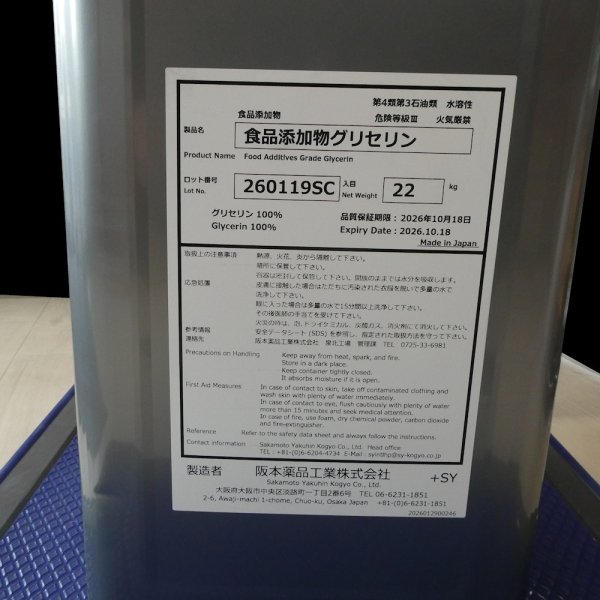 第4類第3石油類 水溶性
食品添加物 危険等級Ⅲ 火気厳禁
製品名 食品添加物グリセリン
Product Name Food Additives Grade Glycerin
ロット番号 Lot No. 260119SC 入目 Net Weight 22 kg
グリセリン 100% 品質保証期限：2026年10月18日
Glycerin 100% Expiry Date：2026.10.18
Made in Japan
取扱上の注意事項 熱源、火花、炎から隔離して下さい。
暗所に保管して下さい。
容器は密封して保管して下さい。開放のままでは水分を吸収します。
応急処置 皮膚に接触した場合はただちに汚染された衣服を脱いで多量の水で
洗浄して下さい。
眼に入った場合は多量の水で15分間以上洗浄して下さい。
その後医師の手当てを受けて下さい。
火災の時は、泡、ドライケミカル、炭酸ガス、消火剤にて消火して下さい。
参考情報 安全データシート (SDS) を参照し、指定された取扱方法を守って下さい。
連絡先 阪本薬品工業株式会社 泉北工場 管理課 TEL 0725-33-6981
Precautions on Handling Keep away from heat, spark, and fire.
Store in a dark place.
Keep container tightly closed.
It absorbs moisture if it is open.
First Aid Measures In case of contact to skin, take off contaminated clothing and
wash skin with plenty of water immediately.
In case of contact to eye, flush cautiously with plenty of water
more than 15 minutes and seek medical attention.
In case of fire, use foam, dry chemical powder, carbon dioxide
and fire-extinguisher.
Reference Refer to the safety data sheet and always follow the instructions.
Contact information Sakamoto Yakuhin Kogyo Co., Ltd. Head office
TEL : +81-(0)6-6204-4734 E-Mail : syintlhp@sy-kogyo.co.jp
製造者 阪本薬品工業株式会社 +SY
Sakamoto Yakuhin Kogyo Co., Ltd.
大阪府大阪市中央区淡路町一丁目2番6号 TEL 06-6231-1851
2-6, Awaji-machi 1-chome, Chuo-ku, Osaka Japan +81-(0)6-6231-1851
2026012900246